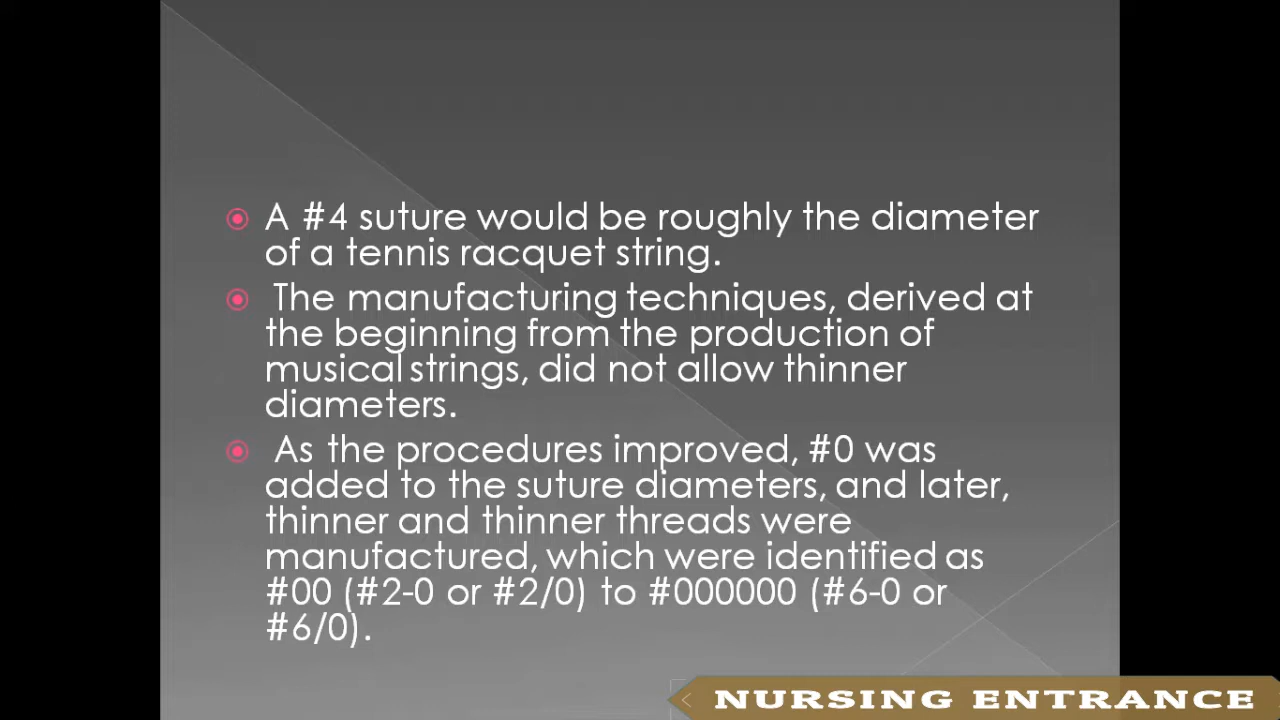 A #4 suture would be roughly the diameter
of a tennis racquet string.
The manufacturing techniques, derived at
the beginning from the production of
musical strings, did not allow thinner
diameters.
As the procedures improved, #0 was
added to the suture diameters, and later,
thinner and thinner threads were
manufactured, which were identified as
#00 (#2-0 or #2/0) to #000000 (#6-0 or
#6/0).
NURSING ENTRANCE